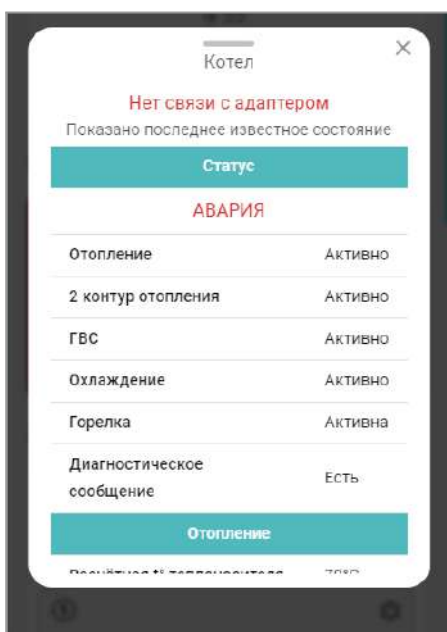 Котел
Нет связи с адаптером
Показано последнее известное состояние
Статус
АВАРИЯ
Отопление Активно
2 контур отопления Активно
ГВС Активно
Охлаждение Активно
Горелка Активна
Диагностическое
сообщение Есть
Отопление